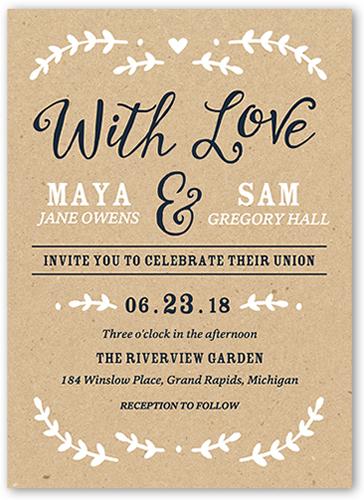 With Love
MAYA & SAM
JANE OWENS GREGORY HALL
INVITE YOU TO CELEBRATE THEIR UNION
06.23.18
Three o'clock in the afternoon
THE RIVERVIEW GARDEN
184 Winslow Place, Grand Rapids, Michigan
RECEPTION TO FOLLOW